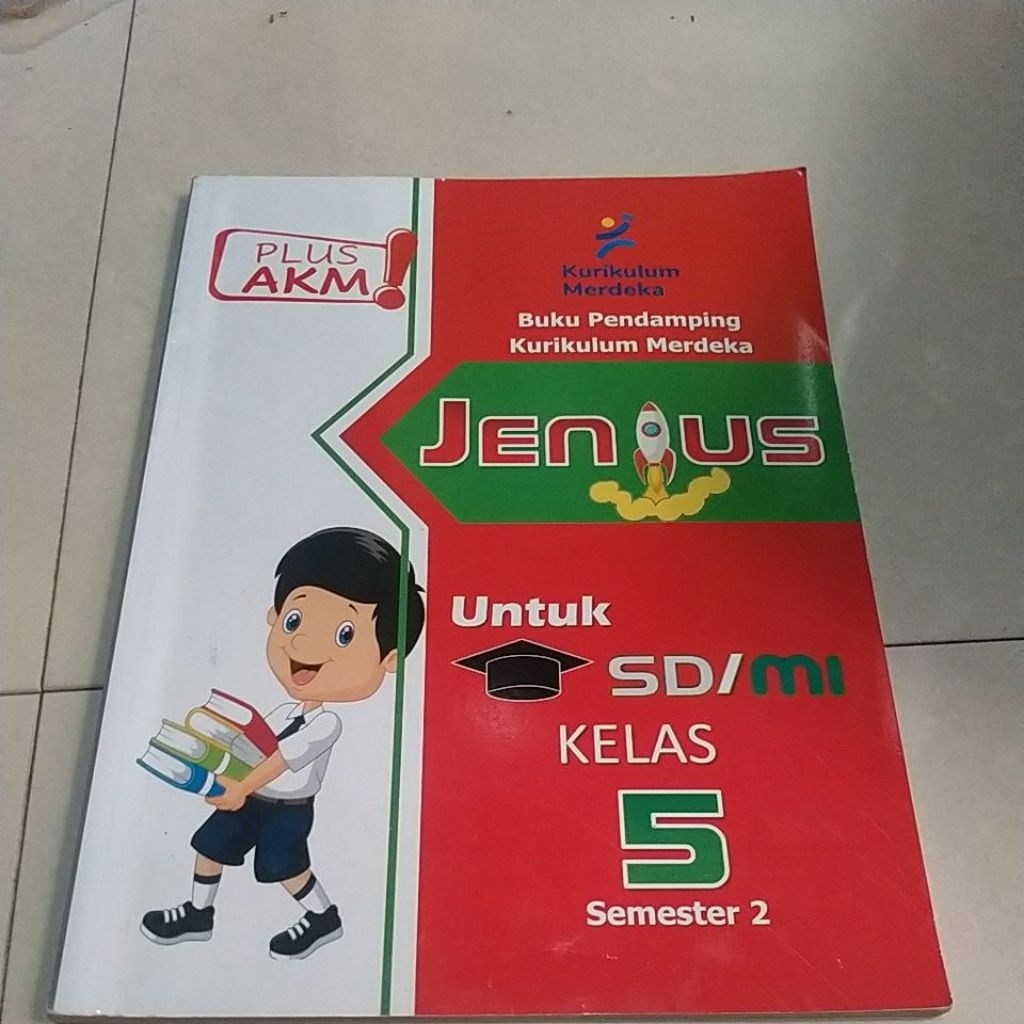 PLUS
AKM!
Kurikulum
Merdeka
Buku Pendamping
Kurikulum Merdeka
JENIUS
Untuk
SD/MI
KELAS
5
Semester 2